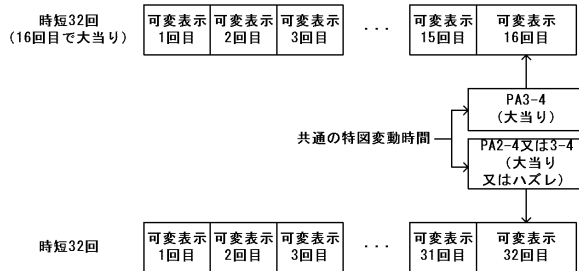 時短32回
(16回目で大当り)
可変表示
1回目
可変表示
2回目
可変表示
3回目
・・・
可変表示
15回目
可変表示
16回目
PA3-4
(大当り)
共通の特図変動時間
PA2-4又は3-4
(大当り
又はハズレ)
時短32回
可変表示
1回目
可変表示
2回目
可変表示
3回目
・・・
可変表示
31回目
可変表示
32回目